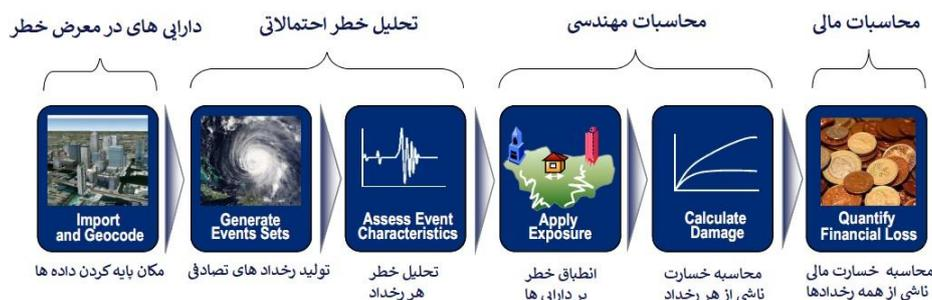 دارایی های در معرض خطر
تحلیل خطر احتمالاتی
محاسبات مهندسی
محاسبات مالی
Import
and Geocode
Generate
Events Sets
Assess Event
Characteristics
Apply
Exposure
Calculate
Damage
Quantify
Financial Loss
مکان پایه کردن داده ها
تولید رخداد های تصادفی
تحلیل خطر
هر رخداد
انطباق خطر
بر دارایی ها
محاسبه خسارت
ناشی از هر رخداد
محاسبه خسارت مالی
ناشی از همه رخدادها